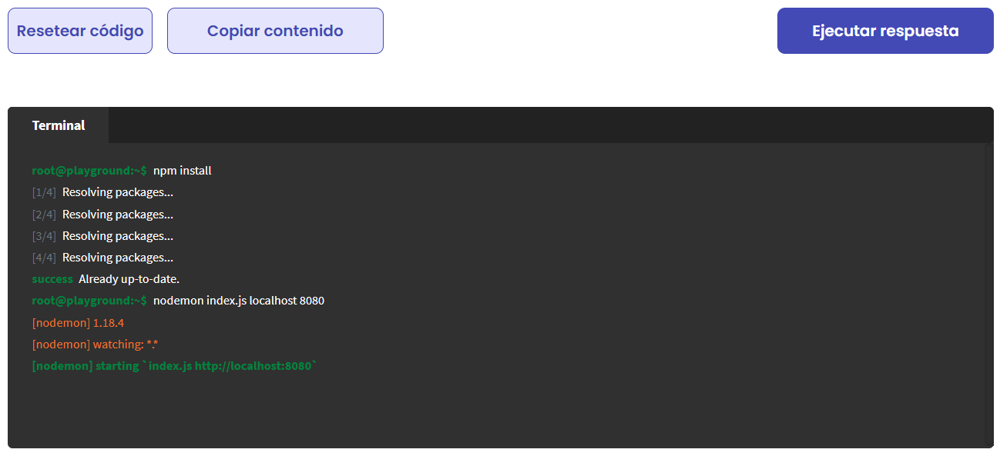 Resetear código
Copiar contenido
Ejecutar respuesta
Terminal
root@playground:~$ npm install
[1/4] Resolving packages...
[2/4] Resolving packages...
[3/4] Resolving packages...
[4/4] Resolving packages...
success Already up-to-date.
root@playground:~$ nodemon index.js localhost 8080
[nodemon] 1.18.4
[nodemon] watching: *.*
[nodemon] starting `index.js http://localhost:8080`